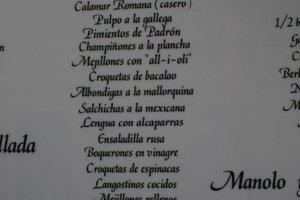 Calamar Romana ( casero )
Pulpo a la gallega
Pimientos de Padrón
Champiñones a la plancha
Mejillones con "all-i-oli"
Croquetas de bacalao
Albondigas a la mallorquina
Salchichas a la mexicana
Lengua con alcaparras
Ensaladilla rusa
Boquerones en vinagre
Croquetas de espinacas
Langostinos cocidos
Mejillones rellenos
1/2
Manolo